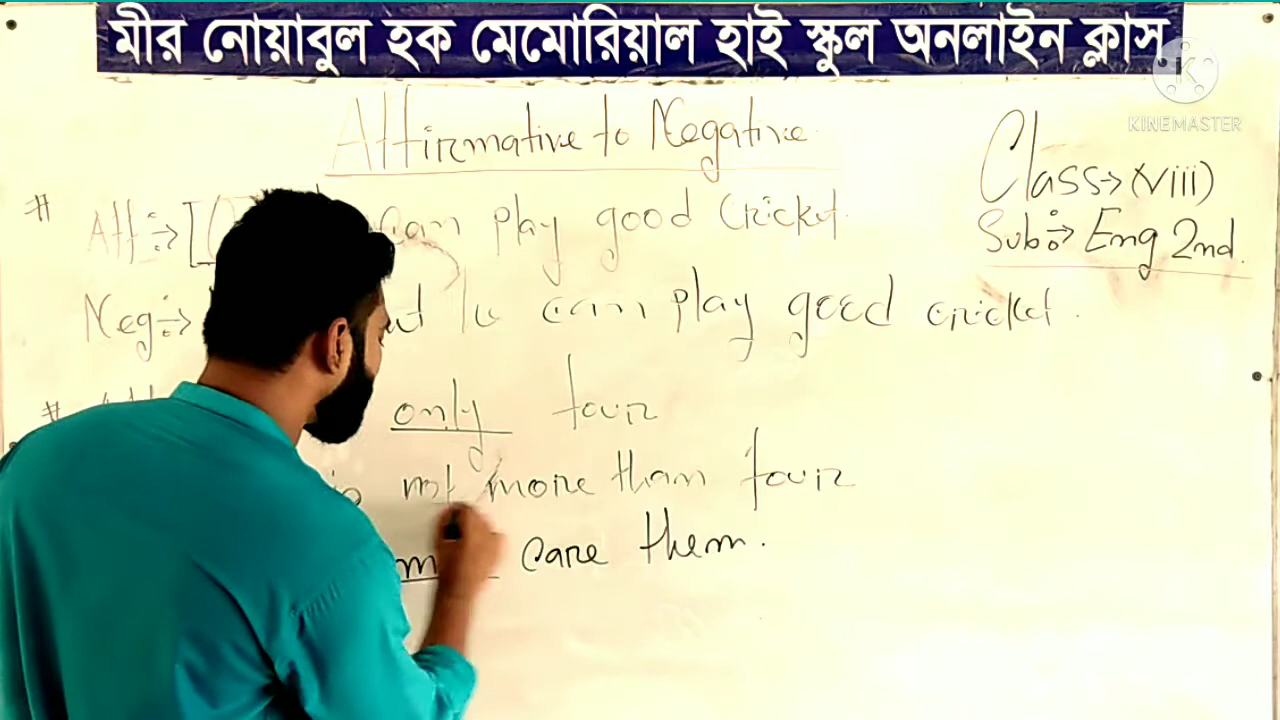 মীর নোয়াবুল হক মেমোরিয়াল হাই স্কুল অনলাইন ক্লাস
KINEMASTER
Affirmative to Negative
Class→(viii)
Sub:→ Eng 2nd.
# Aff:→ can play good Cricket.
Neg:→ can play good cricket.
# only four
not more than four
care them.